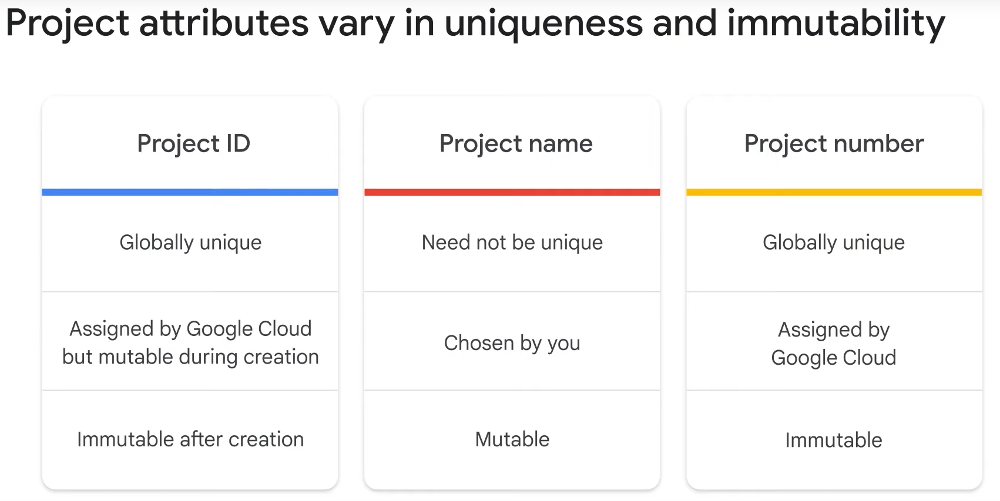 Project attributes vary in uniqueness and immutability
Project ID
Globally unique
Assigned by Google Cloud
but mutable during creation
Immutable after creation
Project name
Need not be unique
Chosen by you
Mutable
Project number
Globally unique
Assigned by
Google Cloud
Immutable